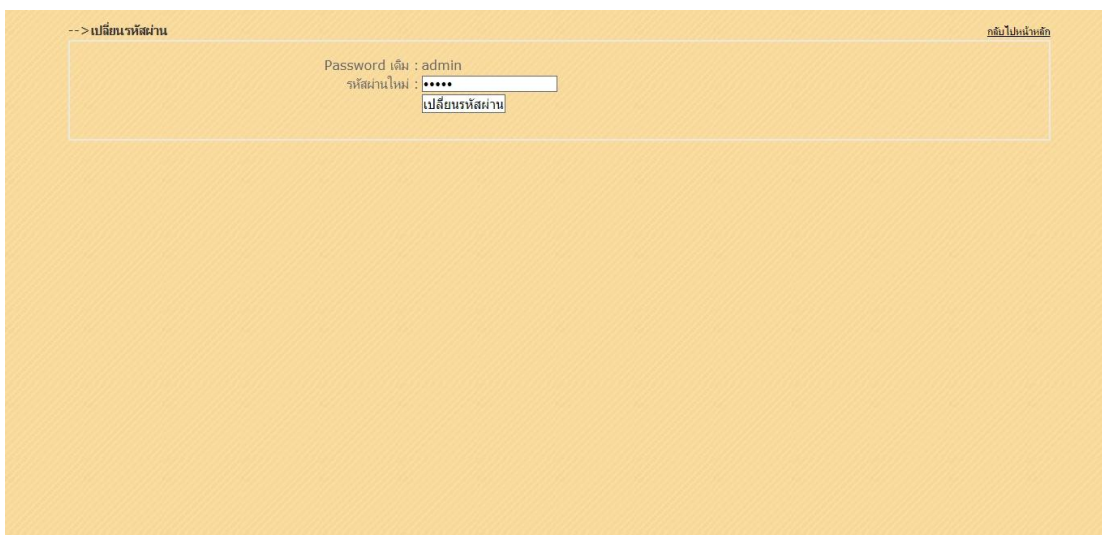 -->เปลี่ยนรหัสผ่าน กลับไปหน้าหลัก
Password เดิม : admin
รหัสผ่านใหม่ : •••••
เปลี่ยนรหัสผ่าน